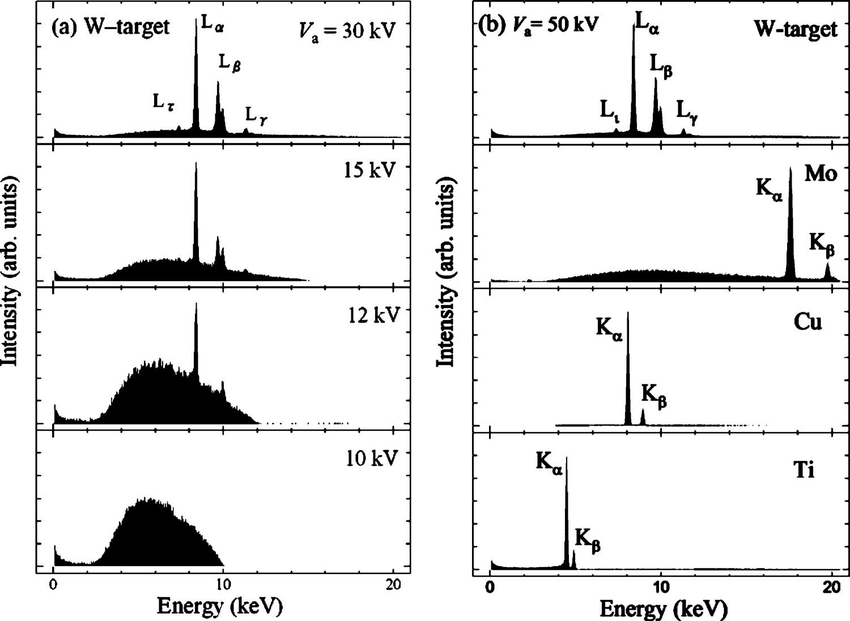 (a) W–target
Vₐ = 30 kV
Lα
Lβ
Lτ
Lγ
15 kV
12 kV
10 kV
0
10
20
Energy (keV)
Intensity (arb. units)
(b) Vₐ= 50 kV
W-target
Lα
Lβ
Lι
Lγ
Mo
Kα
Kβ
Cu
Kα
Kβ
Ti
Kα
Kβ
0
10
20
Energy (keV)
Intensity (arb. units)